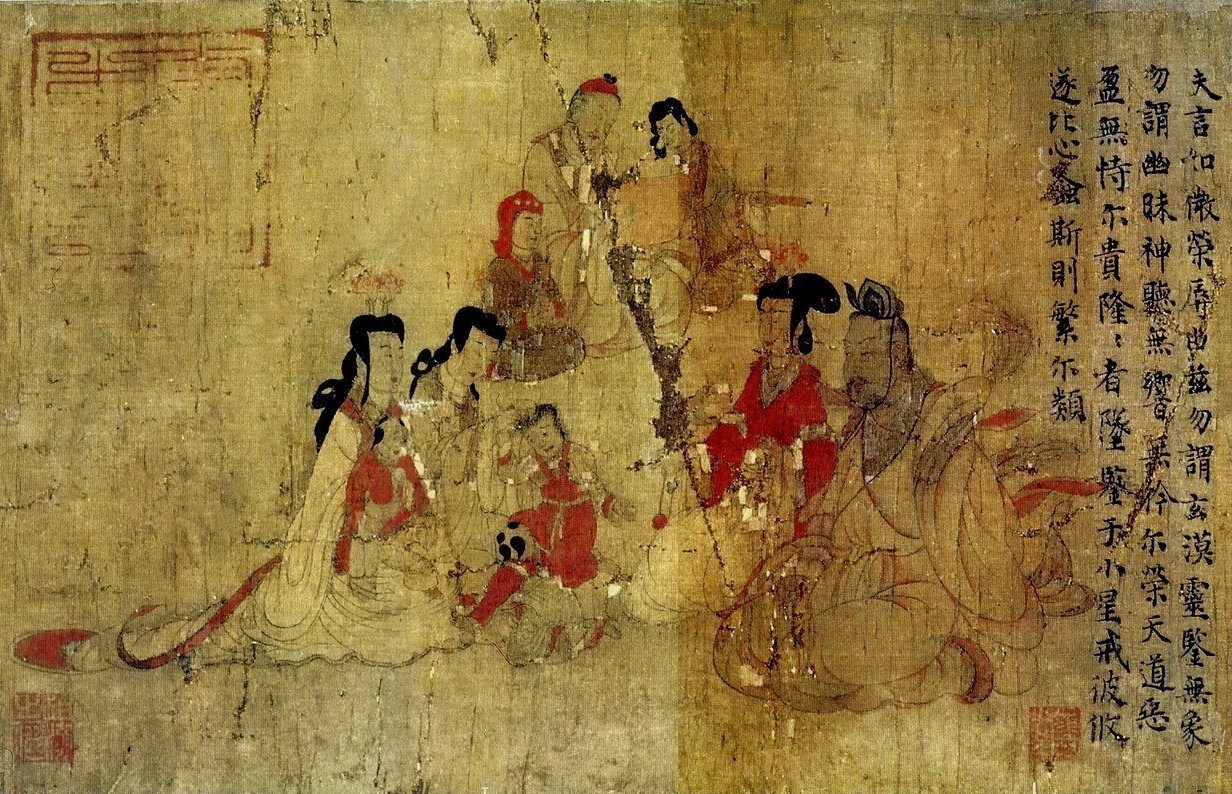 夫言如微榮辱由茲勿謂玄漠靈鑒無象
勿謂幽昧神聽無響無矜尔榮天道惡
盈無恃尔貴隆〻者墜鑒于小星戒彼攸
遂比心螽斯則繁尔類